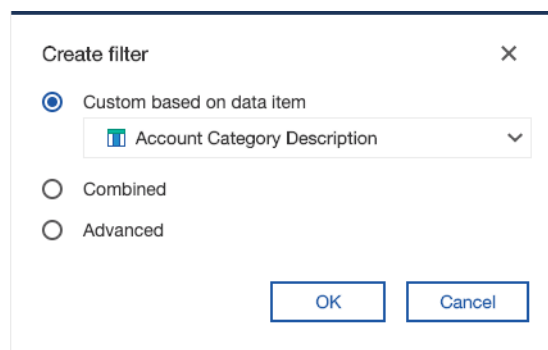 Create filter
Custom based on data item
Account Category Description
Combined
Advanced
OK Cancel